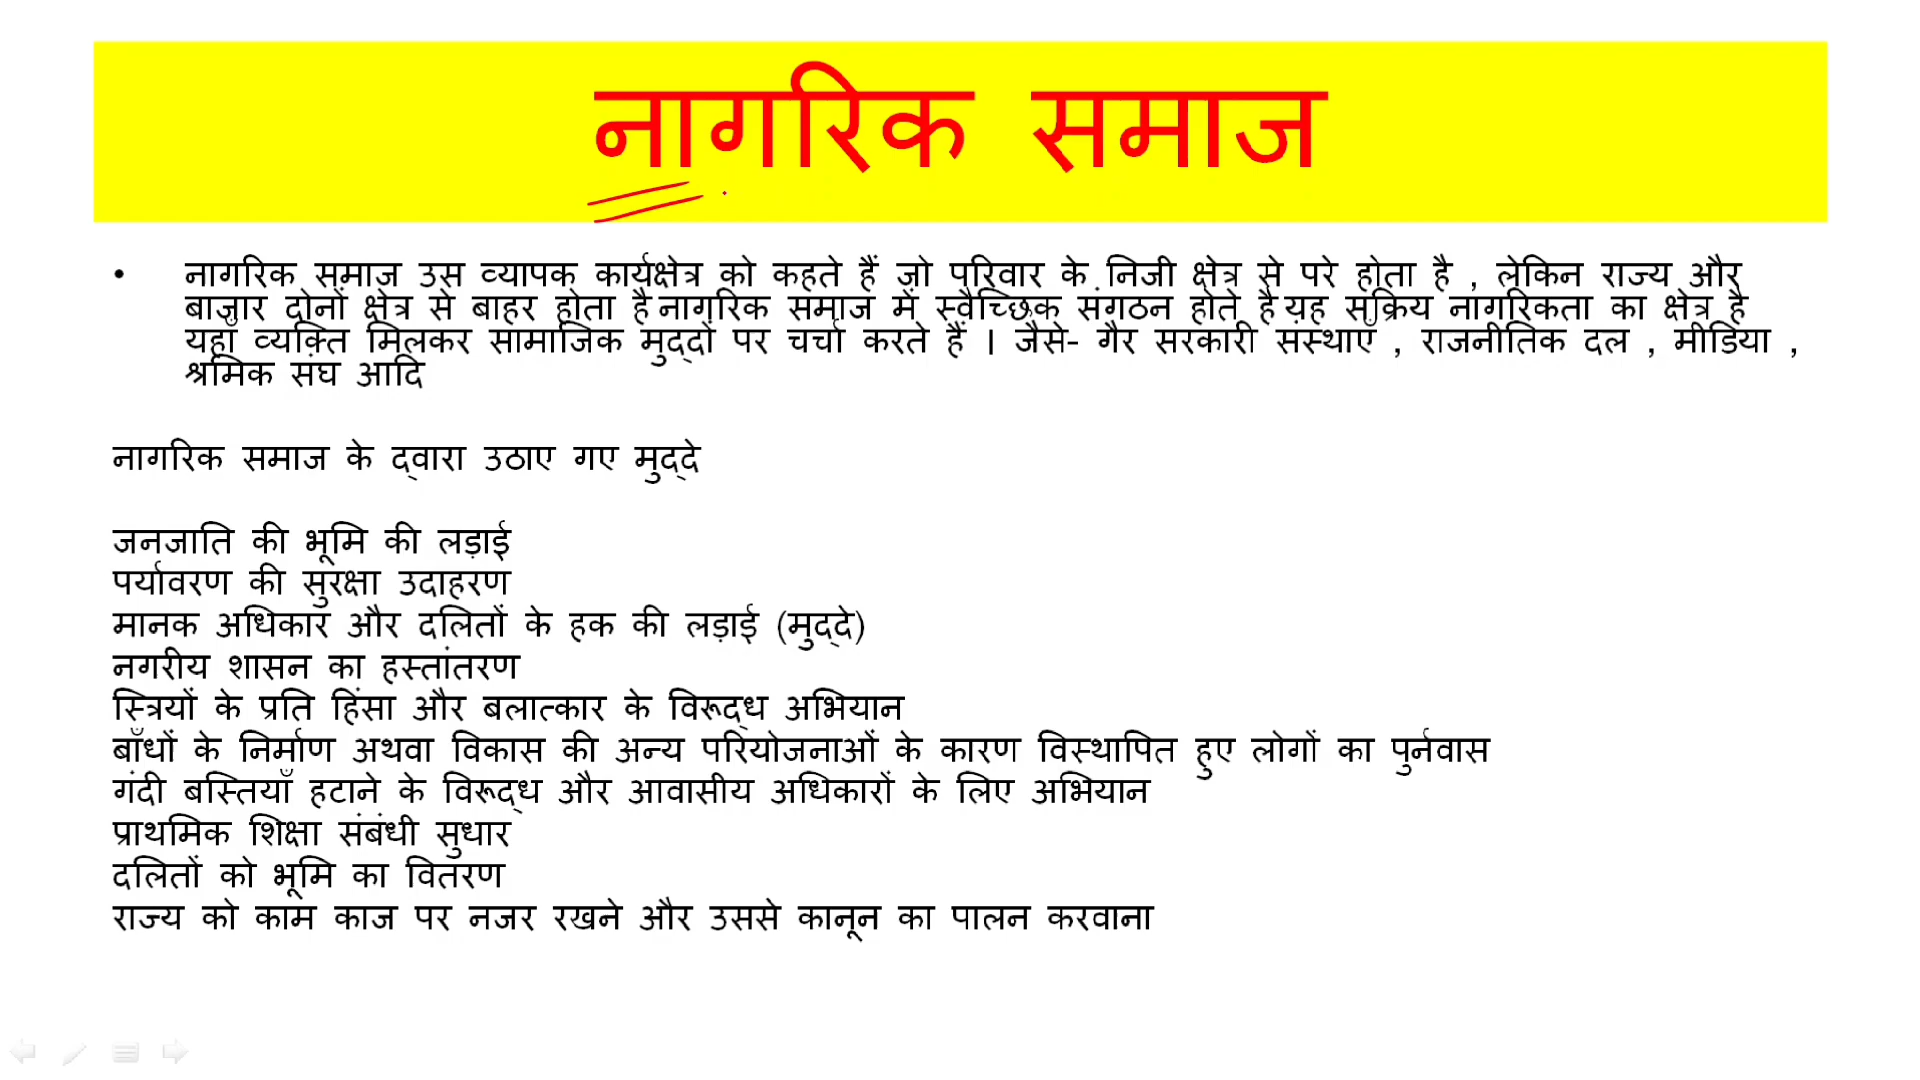 नागरिक समाज
• नागरिक समाज उस व्यापक कार्यक्षेत्र को कहते हैं जो परिवार के निजी क्षेत्र से परे होता है , लेकिन राज्य और
बाज़ार दोनों क्षेत्र से बाहर होता है नागरिक समाज में स्वैच्छिक संगठन होते है यह सक्रिय नागरिकता का क्षेत्र है
यहाँ व्यक्ति मिलकर सामाजिक मुद्दों पर चर्चा करते हैं । जैसे- गैर सरकारी संस्थाएँ , राजनीतिक दल , मीडिया ,
श्रमिक संघ आदि
नागरिक समाज के द्वारा उठाए गए मुद्दे
जनजाति की भूमि की लड़ाई
पर्यावरण की सुरक्षा उदाहरण
मानक अधिकार और दलितों के हक की लड़ाई (मुद्दे)
नगरीय शासन का हस्तांतरण
स्त्रियों के प्रति हिंसा और बलात्कार के विरूद्ध अभियान
बाँधों के निर्माण अथवा विकास की अन्य परियोजनाओं के कारण विस्थापित हुए लोगों का पुर्नवास
गंदी बस्तियाँ हटाने के विरूद्ध और आवासीय अधिकारों के लिए अभियान
प्राथमिक शिक्षा संबंधी सुधार
दलितों को भूमि का वितरण
राज्य को काम काज पर नजर रखने और उससे कानून का पालन करवाना